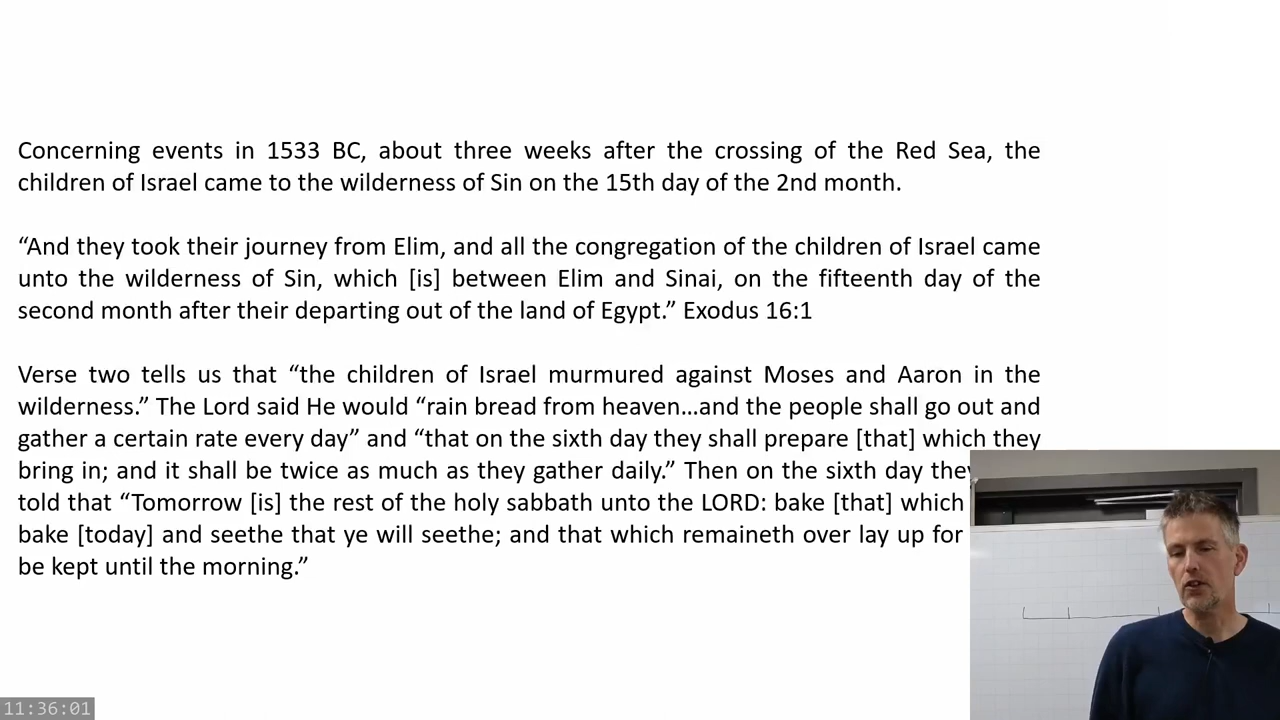 Concerning events in 1533 BC, about three weeks after the crossing of the Red Sea, the
children of Israel came to the wilderness of Sin on the 15th day of the 2nd month.
“And they took their journey from Elim, and all the congregation of the children of Israel came
unto the wilderness of Sin, which [is] between Elim and Sinai, on the fifteenth day of the
second month after their departing out of the land of Egypt.” Exodus 16:1
Verse two tells us that “the children of Israel murmured against Moses and Aaron in the
wilderness.” The Lord said He would “rain bread from heaven…and the people shall go out and
gather a certain rate every day” and “that on the sixth day they shall prepare [that] which they
bring in; and it shall be twice as much as they gather daily.” Then on the sixth day they
told that “Tomorrow [is] the rest of the holy sabbath unto the LORD: bake [that] which
bake [today] and seethe that ye will seethe; and that which remaineth over lay up for
be kept until the morning.”
11:36:01